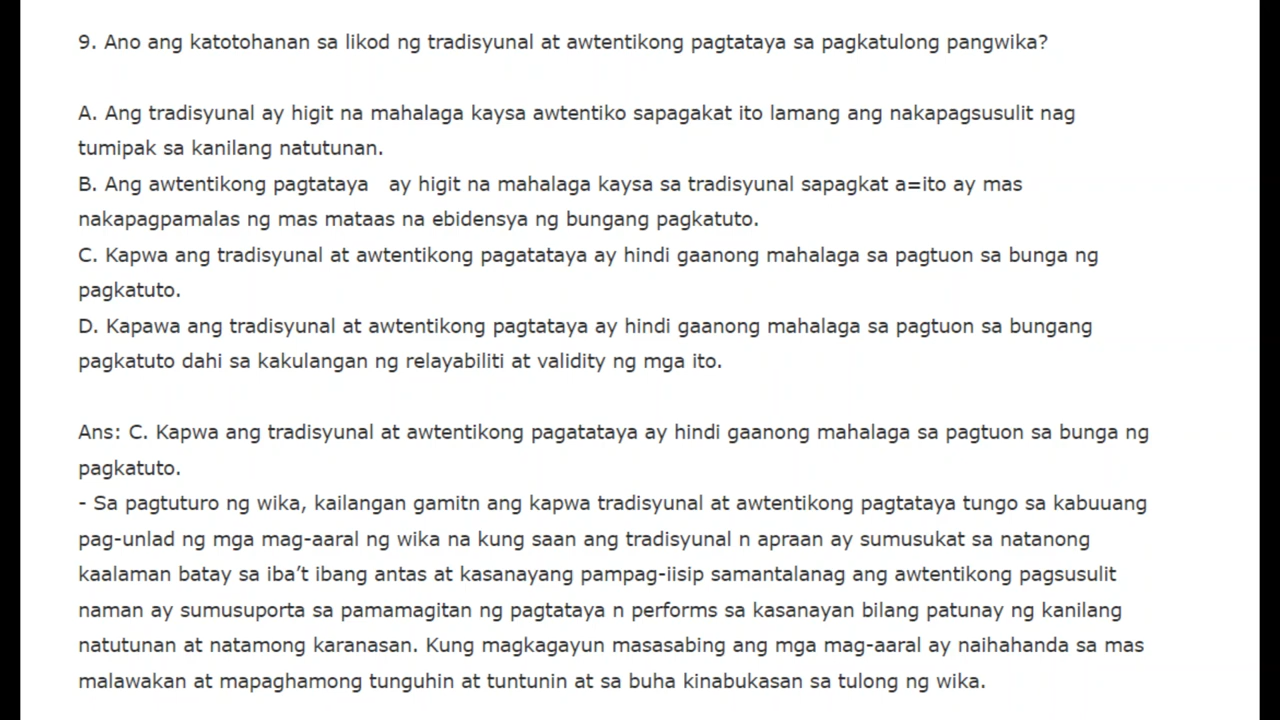 9. Ano ang katotohanan sa likod ng tradisyunal at awtentikong pagtataya sa pagkatulong pangwika?
A. Ang tradisyunal ay higit na mahalaga kaysa awtentiko sapagakat ito lamang ang nakapagsusulit nag
tumipak sa kanilang natutunan.
B. Ang awtentikong pagtataya   ay higit na mahalaga kaysa sa tradisyunal sapagkat a=ito ay mas
nakapagpamalas ng mas mataas na ebidensya ng bungang pagkatuto.
C. Kapwa ang tradisyunal at awtentikong pagatataya ay hindi gaanong mahalaga sa pagtuon sa bunga ng
pagkatuto.
D. Kapawa ang tradisyunal at awtentikong pagtataya ay hindi gaanong mahalaga sa pagtuon sa bungang
pagkatuto dahi sa kakulangan ng relayabiliti at validity ng mga ito.
Ans: C. Kapwa ang tradisyunal at awtentikong pagatataya ay hindi gaanong mahalaga sa pagtuon sa bunga ng
pagkatuto.
- Sa pagtuturo ng wika, kailangan gamitn ang kapwa tradisyunal at awtentikong pagtataya tungo sa kabuuang
pag-unlad ng mga mag-aaral ng wika na kung saan ang tradisyunal n apraan ay sumusukat sa natanong
kaalaman batay sa iba’t ibang antas at kasanayang pampag-iisip samantalanag ang awtentikong pagsusulit
naman ay sumusuporta sa pamamagitan ng pagtataya n performs sa kasanayan bilang patunay ng kanilang
natutunan at natamong karanasan. Kung magkagayun masasabing ang mga mag-aaral ay naihahanda sa mas
malawakan at mapaghamong tunguhin at tuntunin at sa buha kinabukasan sa tulong ng wika.